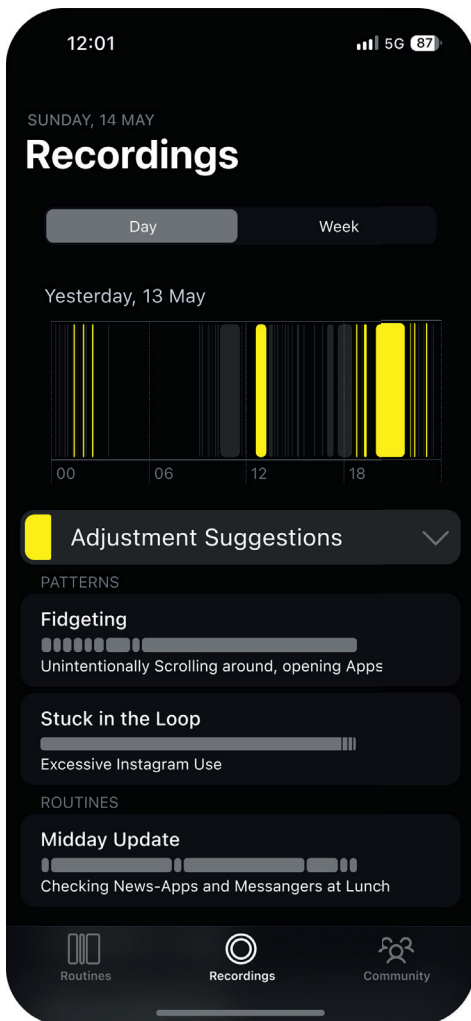 12:01 5G 87
SUNDAY, 14 MAY
Recordings
Day Week
Yesterday, 13 May
00 06 12 18
Adjustment Suggestions
PATTERNS
Fidgeting
Unintentionally Scrolling around, opening Apps
Stuck in the Loop
Excessive Instagram Use
ROUTINES
Midday Update
Checking News-Apps and Messangers at Lunch
Routines Recordings Community